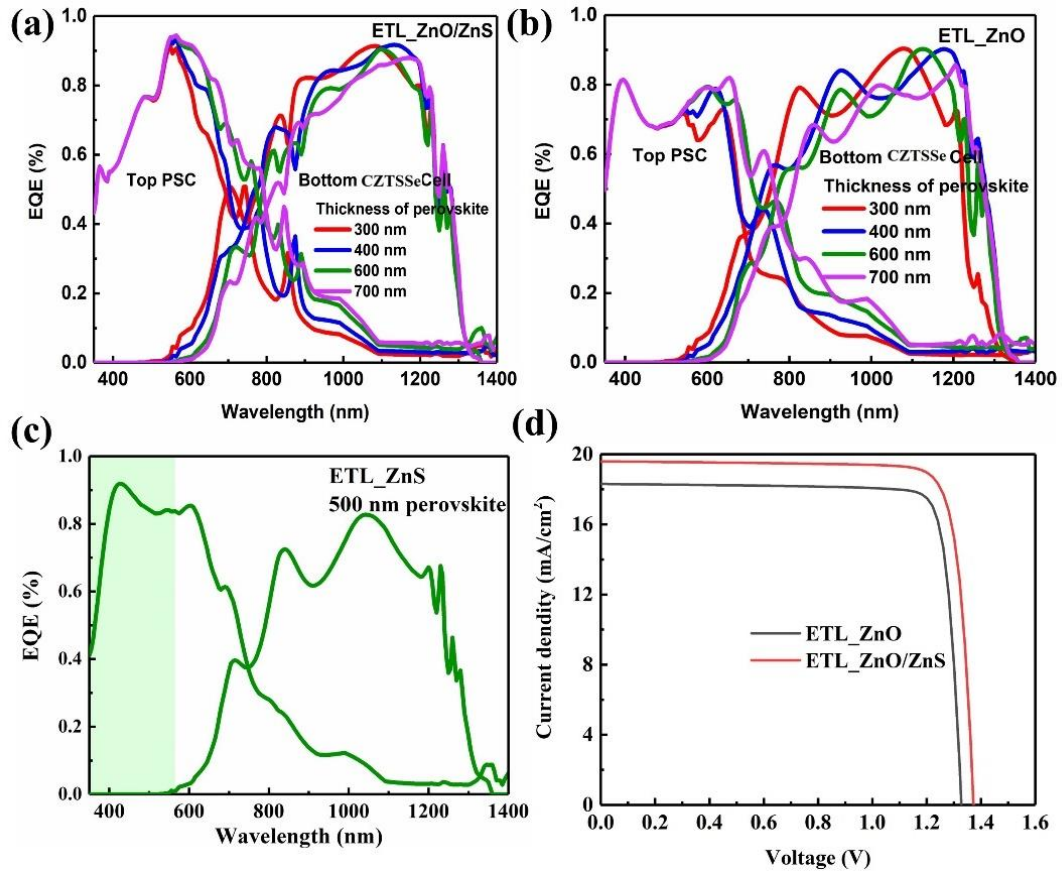 (a)
ETL_ZnO/ZnS
Top PSC
Bottom CZTSSe Cell
Thickness of perovskite
300 nm
400 nm
600 nm
700 nm
EQE (%)
1.0
0.8
0.6
0.4
0.2
0.0
400 600 800 1000 1200 1400
Wavelength (nm)
(b)
ETL_ZnO
Top PSC
Bottom CZTSSe Cell
Thickness of perovskite
300 nm
400 nm
600 nm
700 nm
EQE (%)
1.0
0.8
0.6
0.4
0.2
0.0
400 600 800 1000 1200 1400
Wavelength (nm)
(c)
ETL_ZnS
500 nm perovskite
EQE (%)
1.0
0.8
0.6
0.4
0.2
0.0
400 600 800 1000 1200 1400
Wavelength (nm)
(d)
ETL_ZnO
ETL_ZnO/ZnS
Current dendity (mA/cm²)
20
16
12
8
4
0
0.0 0.2 0.4 0.6 0.8 1.0 1.2 1.4 1.6
Voltage (V)